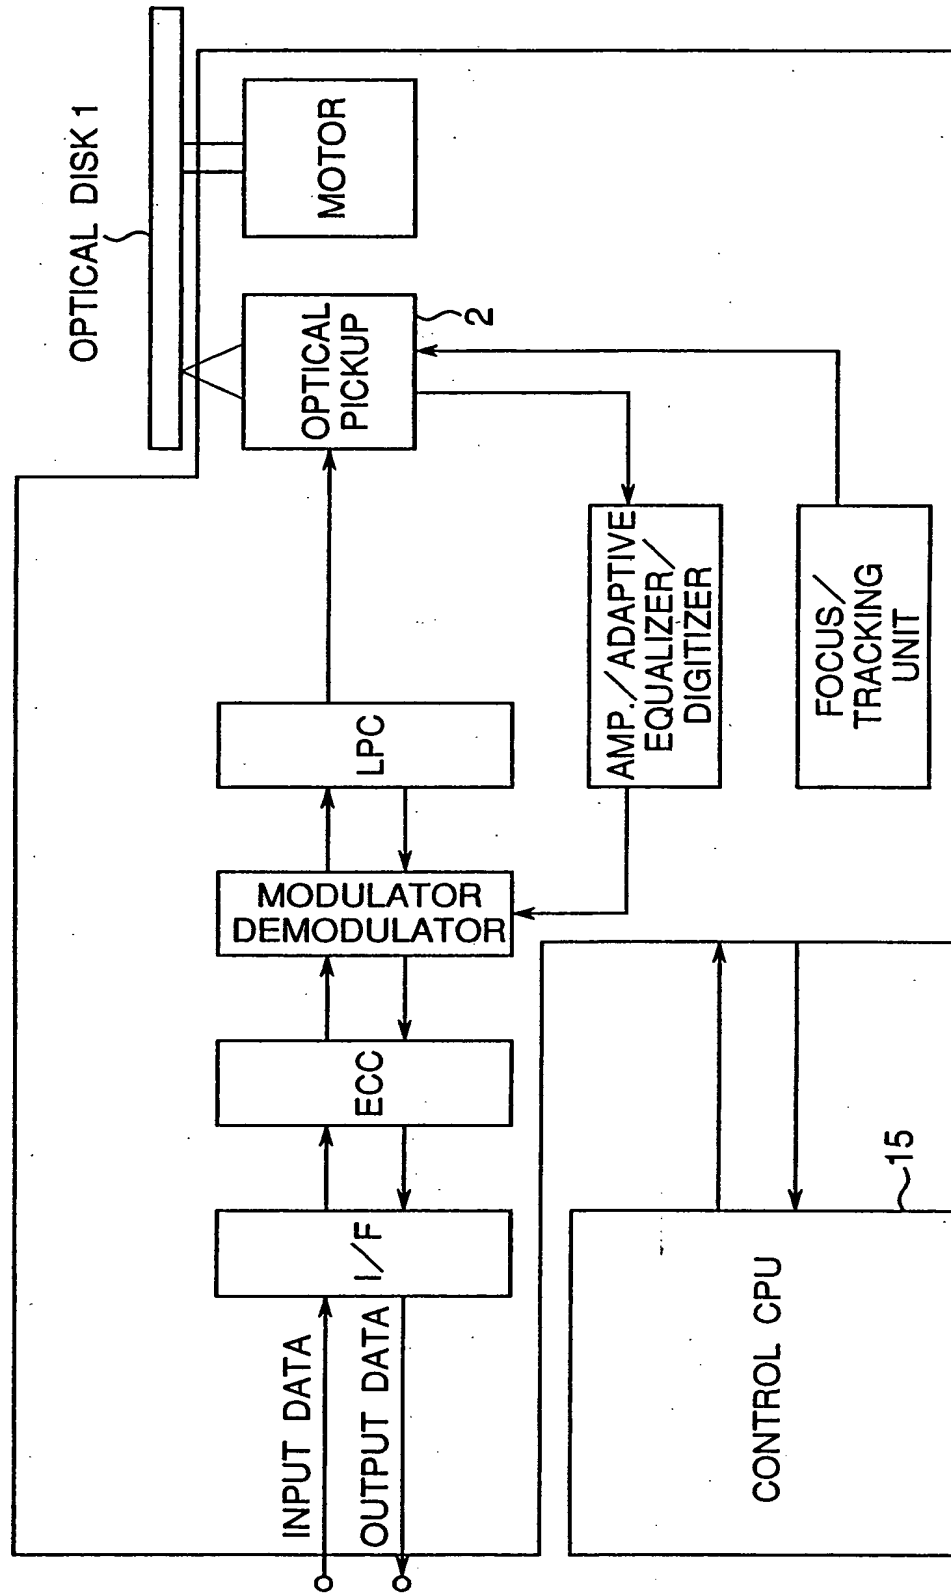 OPTICAL DISK 1
MOTOR
OPTICAL
PICKUP
2
INPUT DATA
OUTPUT DATA
I/F
ECC
MODULATOR
DEMODULATOR
LPC
AMP./ADAPTIVE
EQUALIZER/
DIGITIZER
FOCUS/
TRACKING
UNIT
CONTROL CPU
15